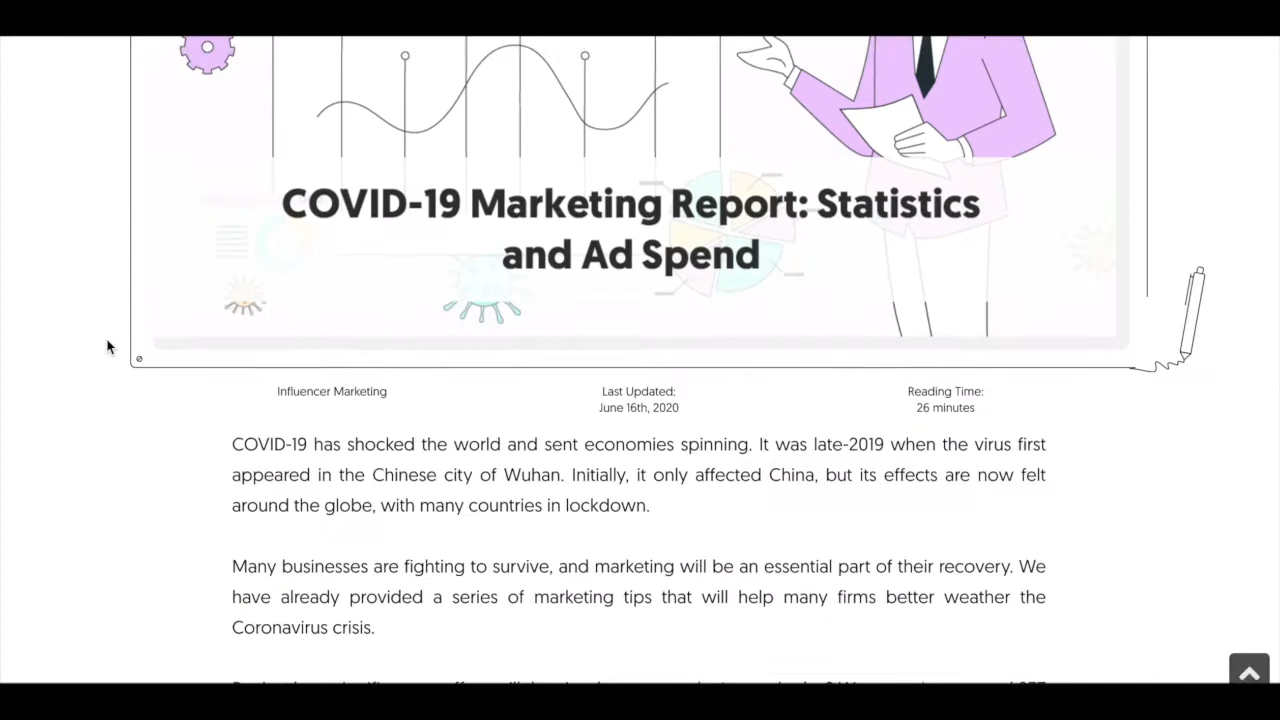 COVID-19 Marketing Report: Statistics
and Ad Spend
Influencer Marketing
Last Updated:
June 16th, 2020
Reading Time:
26 minutes
COVID-19 has shocked the world and sent economies spinning. It was late-2019 when the virus first
appeared in the Chinese city of Wuhan. Initially, it only affected China, but its effects are now felt
around the globe, with many countries in lockdown.
Many businesses are fighting to survive, and marketing will be an essential part of their recovery. We
have already provided a series of marketing tips that will help many firms better weather the
Coronavirus crisis.